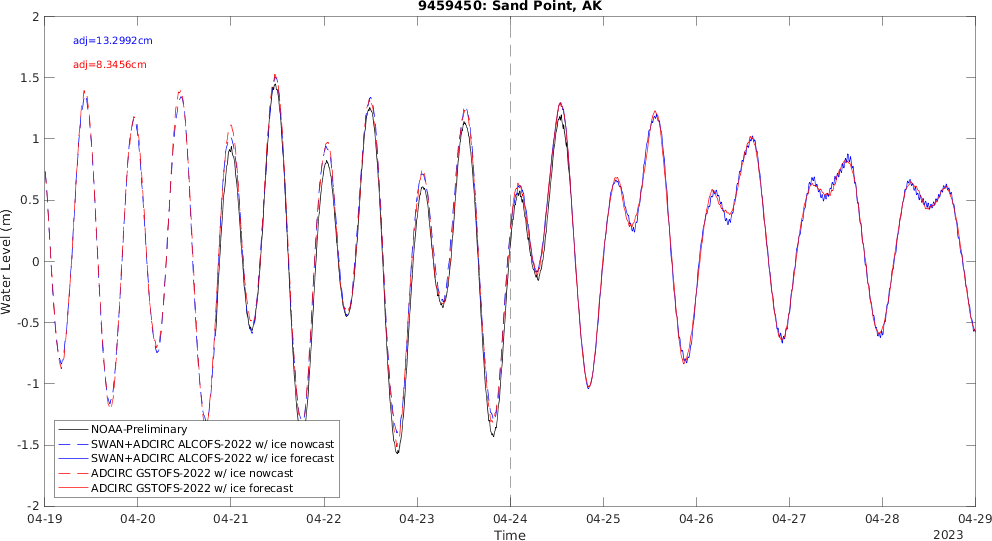 9459450: Sand Point, AK
adj=13.2992cm
adj=8.3456cm
Water Level (m)
2
1.5
1
0.5
0
-0.5
-1
-1.5
-2
NOAA-Preliminary
SWAN+ADCIRC ALCOFS-2022 w/ ice nowcast
SWAN+ADCIRC ALCOFS-2022 w/ ice forecast
ADCIRC GSTOFS-2022 w/ ice nowcast
ADCIRC GSTOFS-2022 w/ ice forecast
04-19 04-20 04-21 04-22 04-23 04-24 04-25 04-26 04-27 04-28 04-29
Time
2023